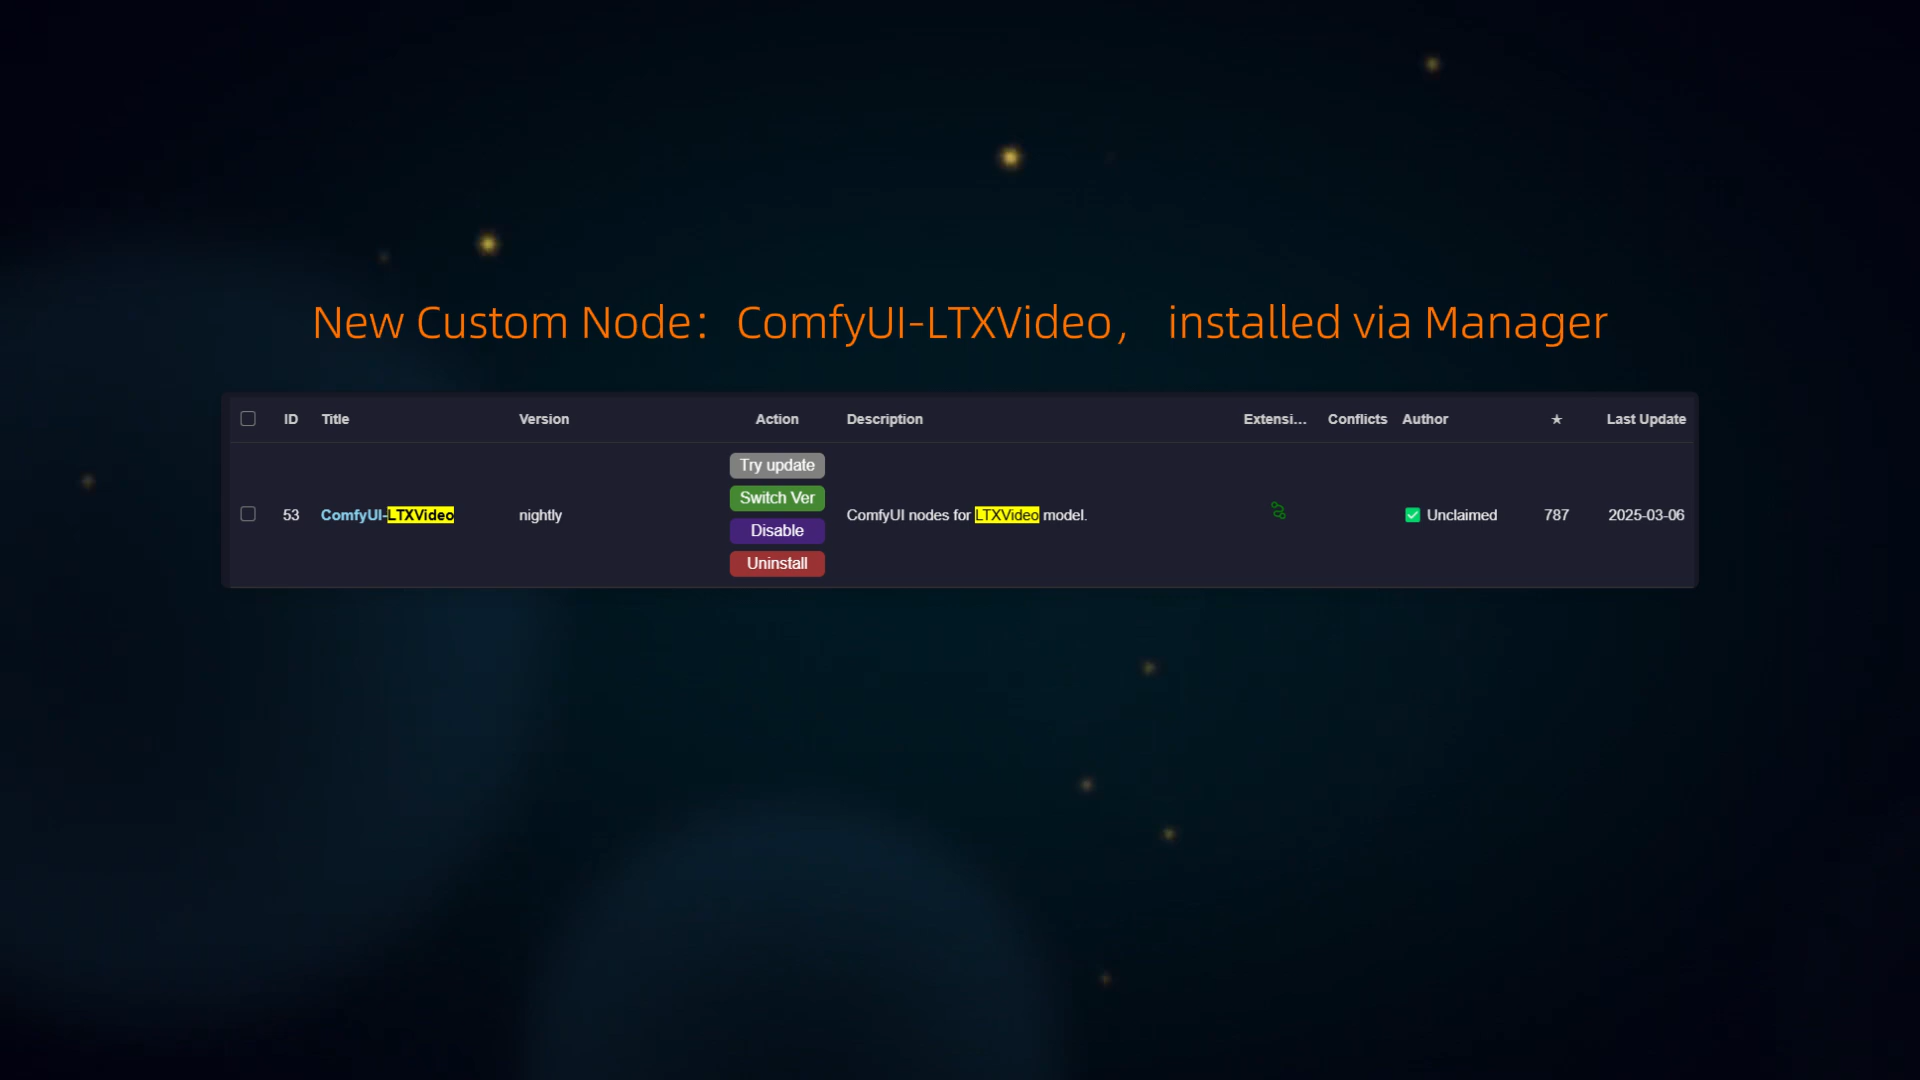 New Custom Node：ComfyUI-LTXVideo， installed via Manager
ID Title Version Action Description Extensi... Conflicts Author ★ Last Update
Try update
Switch Ver
53 ComfyUI-LTXVideo nightly ComfyUI nodes for LTXVideo model. ✅ Unclaimed 787 2025-03-06
Disable
Uninstall